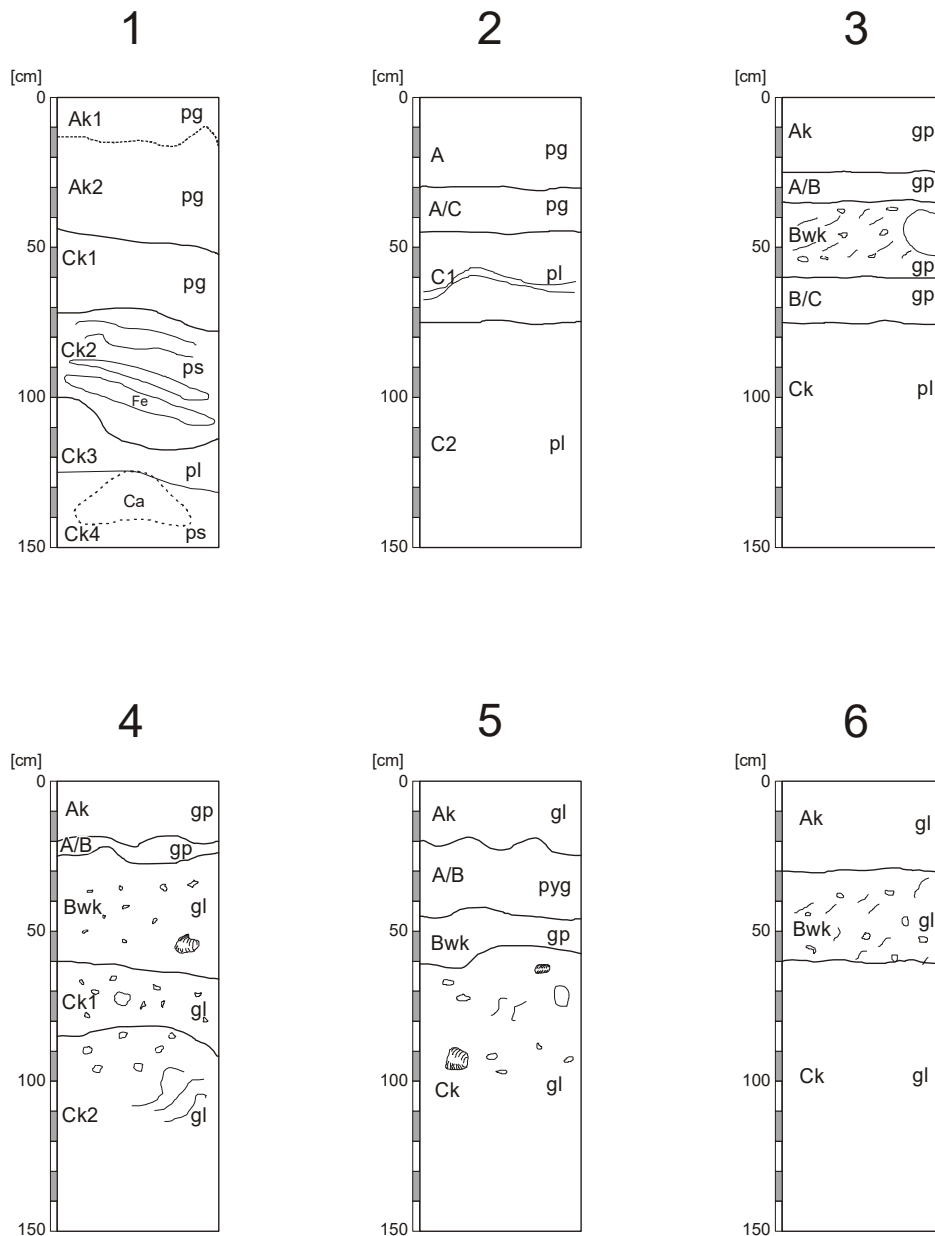 1
2
3
[cm]
[cm]
[cm]
0
50
100
150
Ak1
pg
Ak2
pg
Ck1
pg
Ck2
ps
Fe
Ck3
pl
Ca
Ck4
ps
0
50
100
150
A
pg
A/C
pg
C1
pl
C2
pl
0
50
100
150
Ak
gp
A/B
gp
Bwk
gp
B/C
gp
Ck
pl
4
5
6
[cm]
[cm]
[cm]
0
50
100
150
Ak
gp
A/B
gp
Bwk
gl
Ck1
gl
Ck2
gl
0
50
100
150
Ak
gl
A/B
pyg
Bwk
gp
Ck
gl
0
50
100
150
Ak
gl
Bwk
gl
Ck
gl